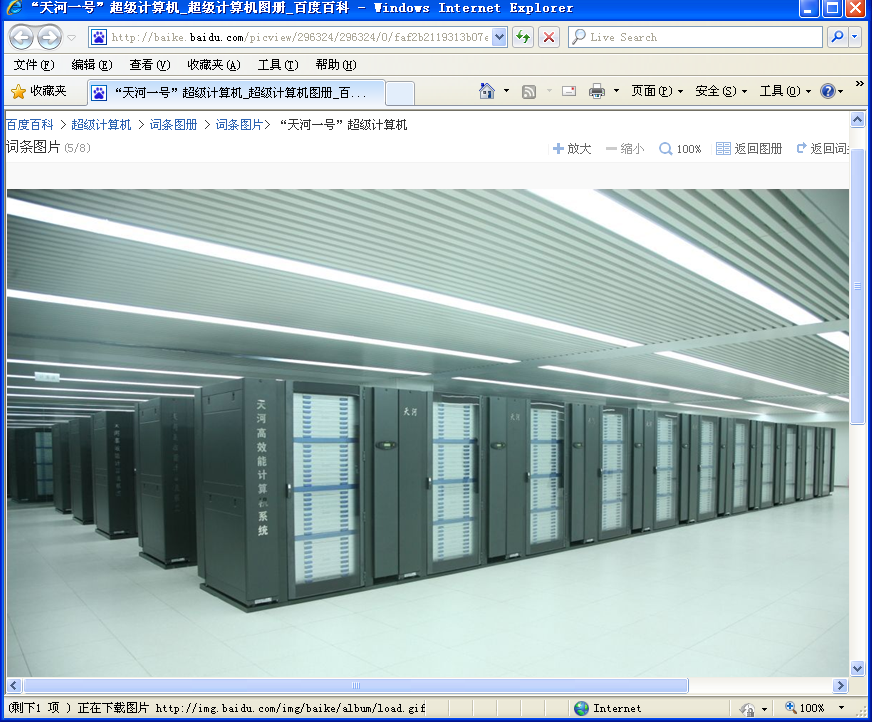 “天河一号”超级计算机_超级计算机图册_百度百科 - Windows Internet Explorer
http://baike.baidu.com/picview/296324/296324/0/faf2b2119313b07e
Live Search
文件(F) 编辑(E) 查看(V) 收藏夹(A) 工具(T) 帮助(H)
收藏夹
“天河一号”超级计算机_超级计算机图册_百...
页面(P) 安全(S) 工具(O)
百度百科 > 超级计算机 > 词条图册 > 词条图片> “天河一号”超级计算机
词条图片 (5/8)
放大 缩小 100% 返回图册 返回词
天河高效能计算机系统
天河
天河
(剩下1 项 ) 正在下载图片 http://img.baidu.com/img/baike/album/load.gif
Internet
100%